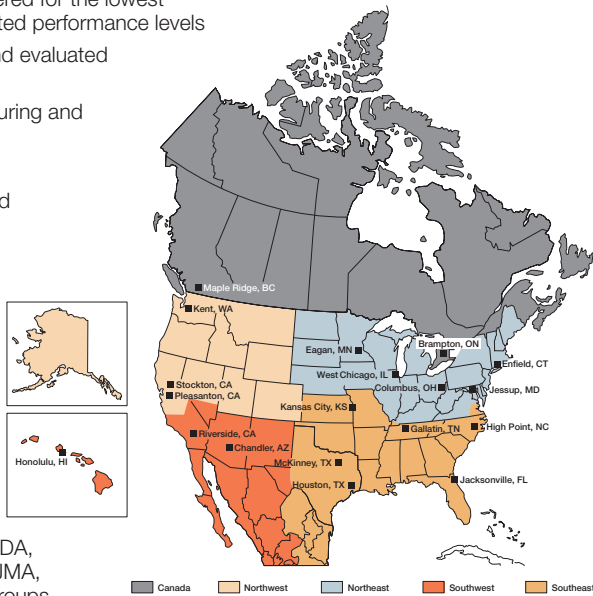 ered for the lowest
ted performance levels
nd evaluated
uring and
d
Maple Ridge, BC
Kent, WA
Eagan, MN
Brampton, ON
West Chicago, IL
Enfield, CT
Stockton, CA
Columbus, OH
Jessup, MD
Pleasanton, CA
Kansas City, KS
Gallatin, TN
High Point, NC
Riverside, CA
Chandler, AZ
McKinney, TX
Honolulu, HI
Houston, TX
Jacksonville, FL
DA,
JMA,
roups
Canada
Northwest
Northeast
Southwest
Southeast